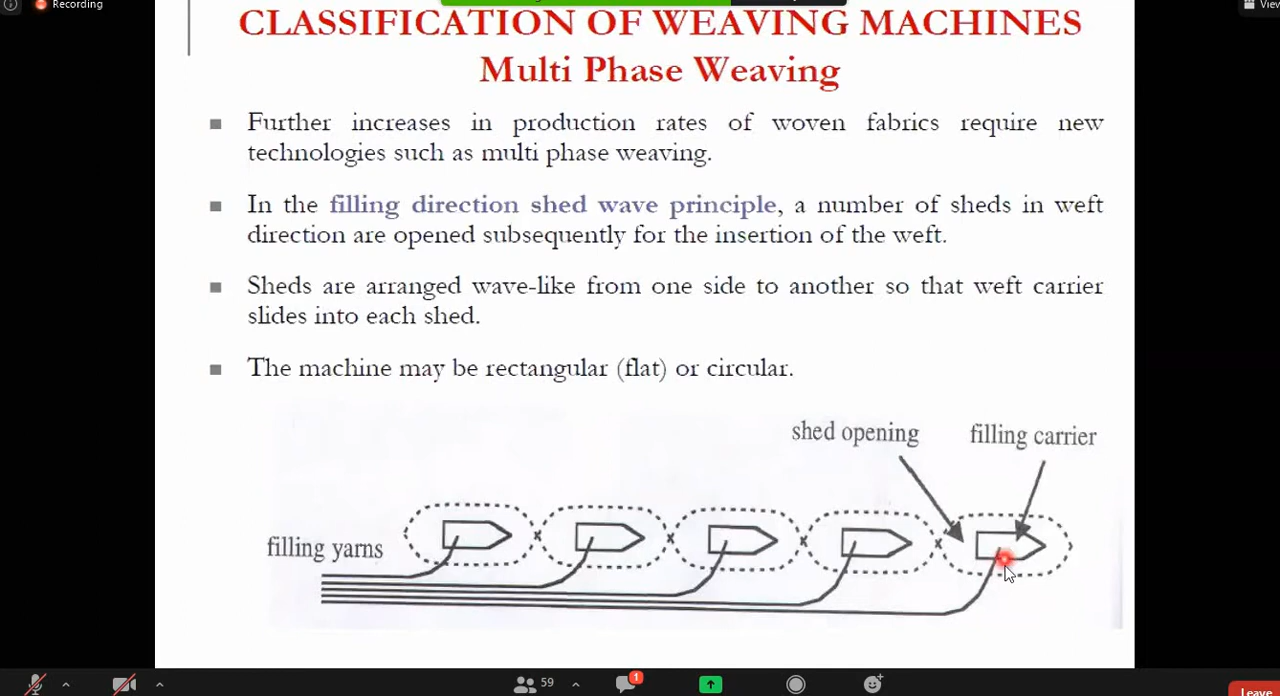 Recording
View
CLASSIFICATION OF WEAVING MACHINES
Multi Phase Weaving
Further increases in production rates of woven fabrics require new
technologies such as multi phase weaving.
In the filling direction shed wave principle, a number of sheds in weft
direction are opened subsequently for the insertion of the weft.
Sheds are arranged wave-like from one side to another so that weft carrier
slides into each shed.
The machine may be rectangular (flat) or circular.
shed opening
filling carrier
filling yarns
59
1
Leave